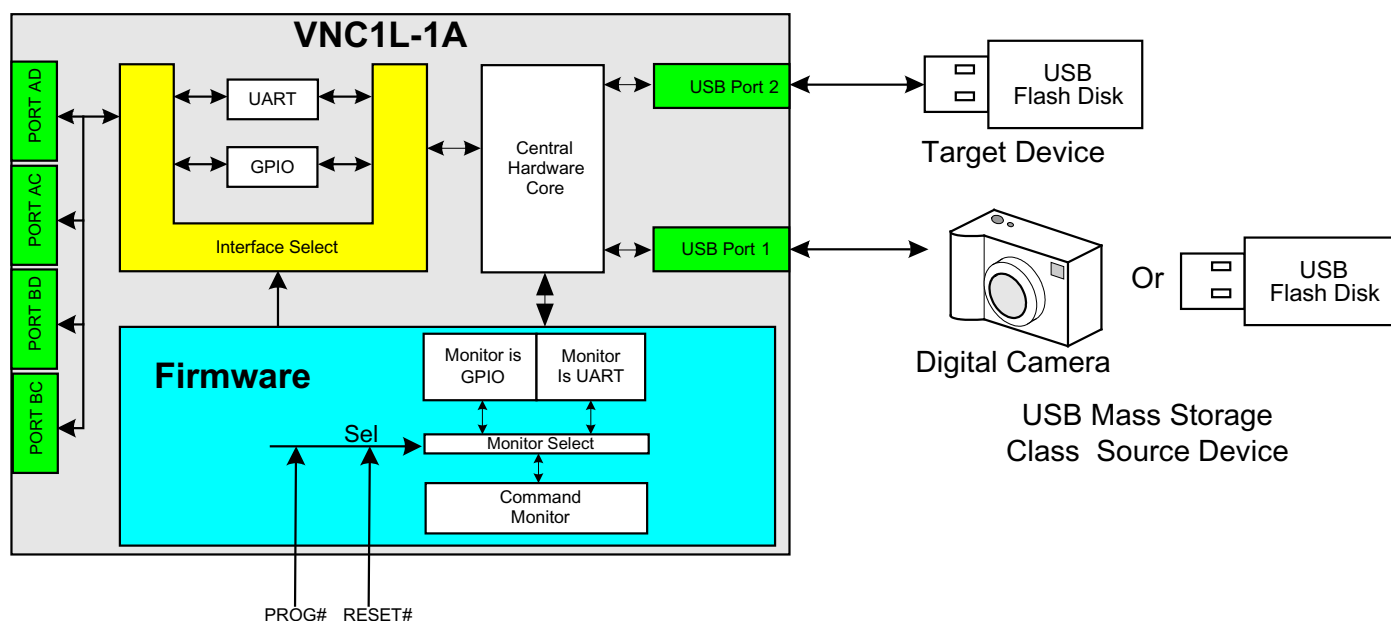 VNC1L-1A
PORT AD
PORT AC
PORT BD
PORT BC
UART
GPIO
Interface Select
Central
Hardware
Core
USB Port 2
USB Port 1
USB
Flash Disk
Target Device
Digital Camera
Or
USB
Flash Disk
USB Mass Storage
Class Source Device
Firmware
Monitor is
GPIO
Monitor
Is UART
Sel
Monitor Select
Command
Monitor
PROG#
RESET#